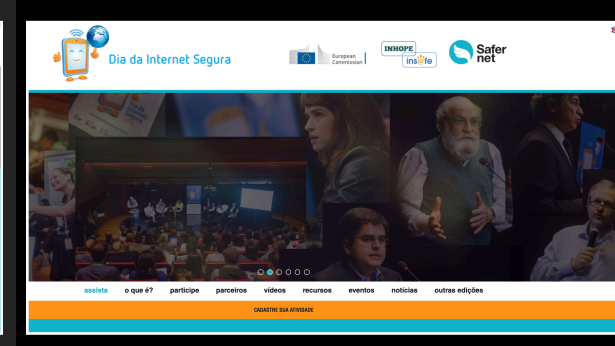 Dia da Internet Segura
European
Commission
INHOPE
insafe
Safer
net
assista o que é? participe parceiros vídeos recursos eventos notícias outras edições
CADASTRE SUA ATIVIDADE